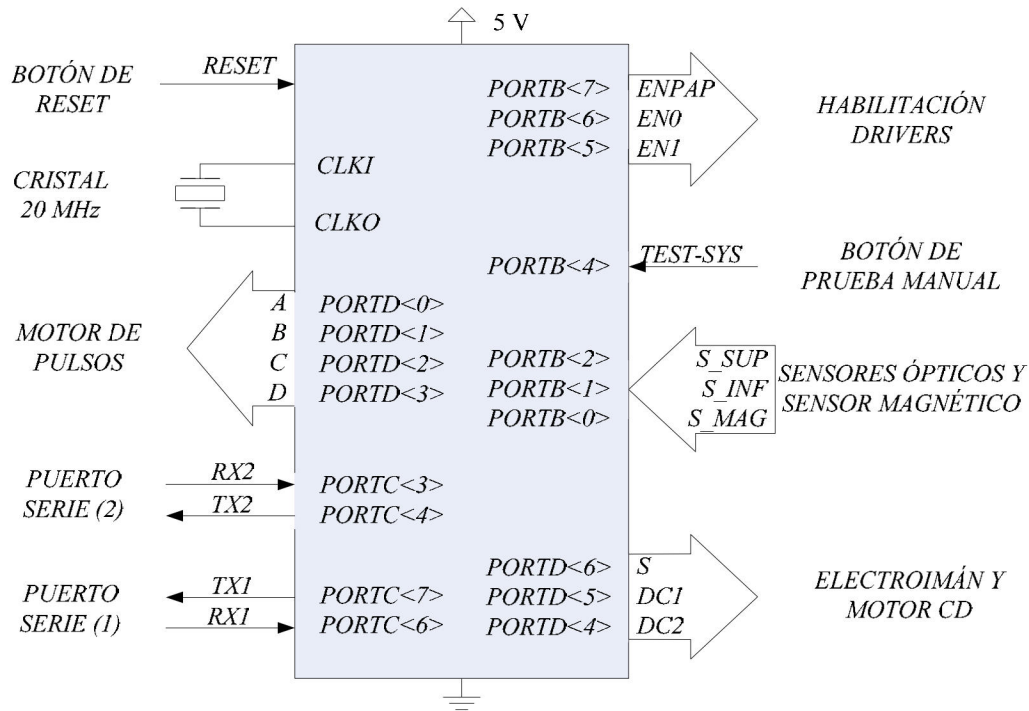 5 V
BOTÓN DE
RESET
RESET
CRISTAL
20 MHz
CLKI
CLKO
MOTOR DE
PULSOS
A PORTD<0>
B PORTD<1>
C PORTD<2>
D PORTD<3>
PUERTO
SERIE (2)
RX2 PORTC<3>
TX2 PORTC<4>
PUERTO
SERIE (1)
TX1 PORTC<7>
RX1 PORTC<6>
PORTB<7> ENPAP
PORTB<6> EN0
PORTB<5> EN1
HABILITACIÓN
DRIVERS
PORTB<4> TEST-SYS
BOTÓN DE
PRUEBA MANUAL
PORTB<2> S_SUP
PORTB<1> S_INF
PORTB<0> S_MAG
SENSORES ÓPTICOS Y
SENSOR MAGNÉTICO
PORTD<6> S
PORTD<5> DC1
PORTD<4> DC2
ELECTROIMÁN Y
MOTOR CD